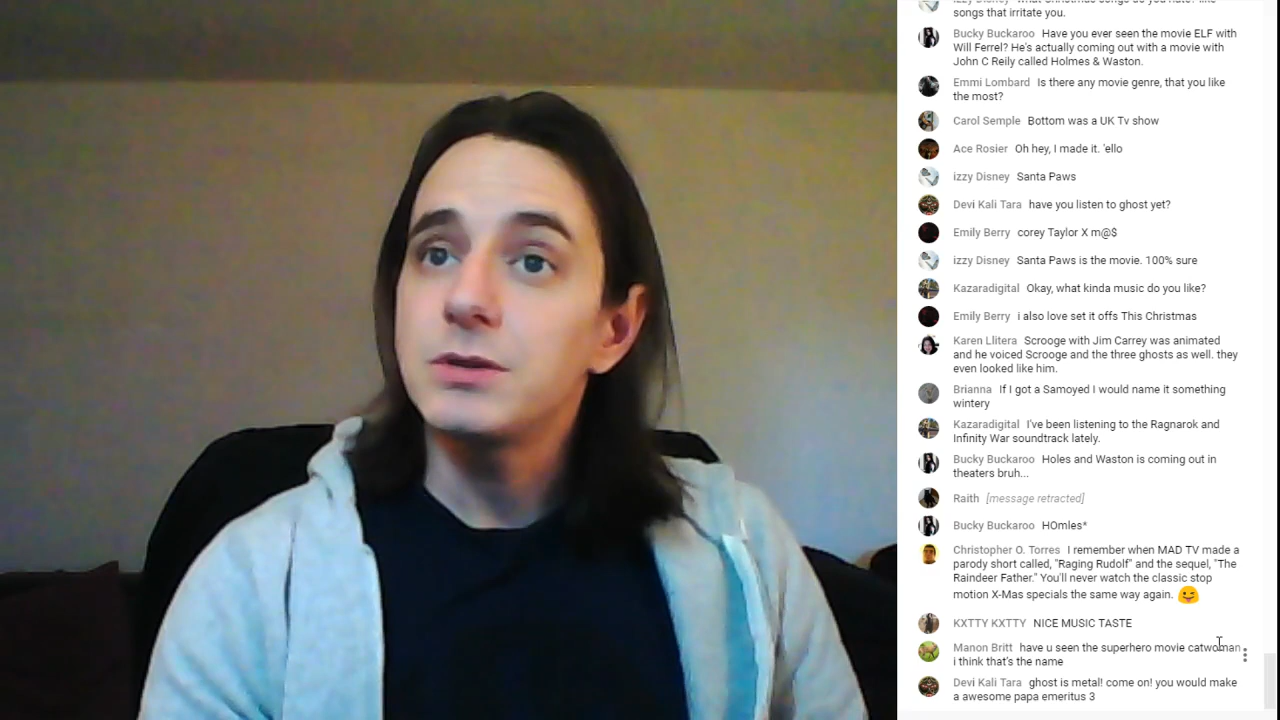 izzy Disney what Christmas songs do you hate? like
songs that irritate you.
Bucky Buckaroo Have you ever seen the movie ELF with
Will Ferrel? He's actually coming out with a movie with
John C Reily called Holmes & Waston.
Emmi Lombard Is there any movie genre, that you like
the most?
Carol Semple Bottom was a UK Tv show
Ace Rosier Oh hey, I made it. 'ello
izzy Disney Santa Paws
Devi Kali Tara have you listen to ghost yet?
Emily Berry corey Taylor X m@$
izzy Disney Santa Paws is the movie. 100% sure
Kazaradigital Okay, what kinda music do you like?
Emily Berry i also love set it offs This Christmas
Karen Llitera Scrooge with Jim Carrey was animated
and he voiced Scrooge and the three ghosts as well. they
even looked like him.
Brianna If I got a Samoyed I would name it something
wintery
Kazaradigital I've been listening to the Ragnarok and
Infinity War soundtrack lately.
Bucky Buckaroo Holes and Waston is coming out in
theaters bruh...
Raith [message retracted]
Bucky Buckaroo HOmles*
Christopher O. Torres I remember when MAD TV made a
parody short called, "Raging Rudolf" and the sequel, "The
Raindeer Father." You'll never watch the classic stop
motion X-Mas specials the same way again. 😜
KXTTY KXTTY NICE MUSIC TASTE
Manon Britt have u seen the superhero movie catwoman
i think that's the name
Devi Kali Tara ghost is metal! come on! you would make
a awesome papa emeritus 3